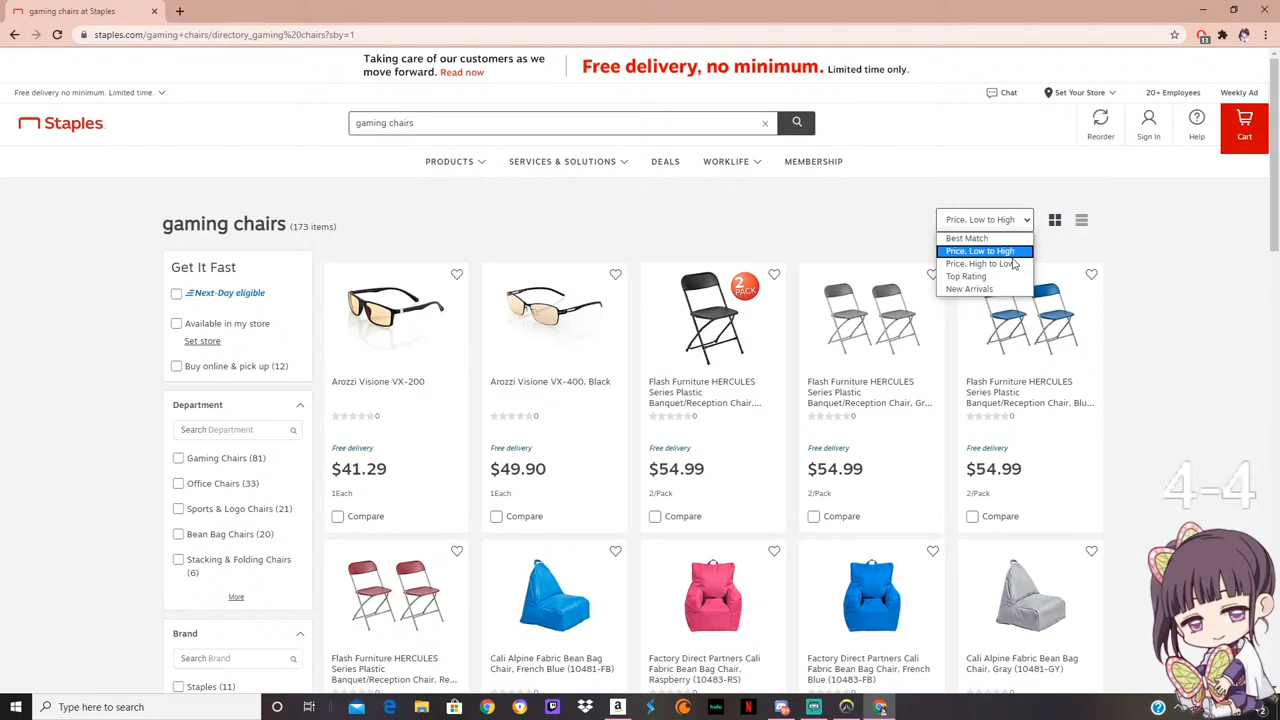 gaming chairs at Staples
staples.com/gaming+chairs/directory_gaming%20chairs?sby=1
13
Taking care of our customers as we
move forward. Read now
Free delivery, no minimum. Limited time only.
Free delivery no minimum. Limited time.
Chat
Set Your Store
20+ Employees
Weekly Ad
Staples
gaming chairs
Reorder
Sign In
Help
Cart
PRODUCTS
SERVICES & SOLUTIONS
DEALS
WORKLIFE
MEMBERSHIP
gaming chairs (173 items)
Price, Low to High
Best Match
Price, Low to High
Price, High to Low
Top Rating
New Arrivals
Get It Fast
Next-Day eligible
Available in my store
Set store
Buy online & pick up (12)
Department
Search Department
Gaming Chairs (81)
Office Chairs (33)
Sports & Logo Chairs (21)
Bean Bag Chairs (20)
Stacking & Folding Chairs
(6)
More
Brand
Search Brand
Staples (11)
Arozzi Visione VX-200
0
Free delivery
$41.29
1Each
Compare
Arozzi Visione VX-400, Black
0
Free delivery
$49.90
1Each
Compare
2
PACK
Flash Furniture HERCULES
Series Plastic
Banquet/Reception Chair,...
0
Free delivery
$54.99
2/Pack
Compare
Flash Furniture HERCULES
Series Plastic
Banquet/Reception Chair, Gr...
0
Free delivery
$54.99
2/Pack
Compare
Flash Furniture HERCULES
Series Plastic
Banquet/Reception Chair, Blu...
0
Free delivery
$54.99
2/Pack
Compare
Flash Furniture HERCULES
Series Plastic
Banquet/Reception Chair, Re...
Cali Alpine Fabric Bean Bag
Chair, French Blue (10481-FB)
Factory Direct Partners Cali
Fabric Bean Bag Chair,
Raspberry (10483-RS)
Factory Direct Partners Cali
Fabric Bean Bag Chair, French
Blue (10483-FB)
Cali Alpine Fabric Bean Bag
Chair, Gray (10481-GY)
4-4
Type here to search
hulu
2